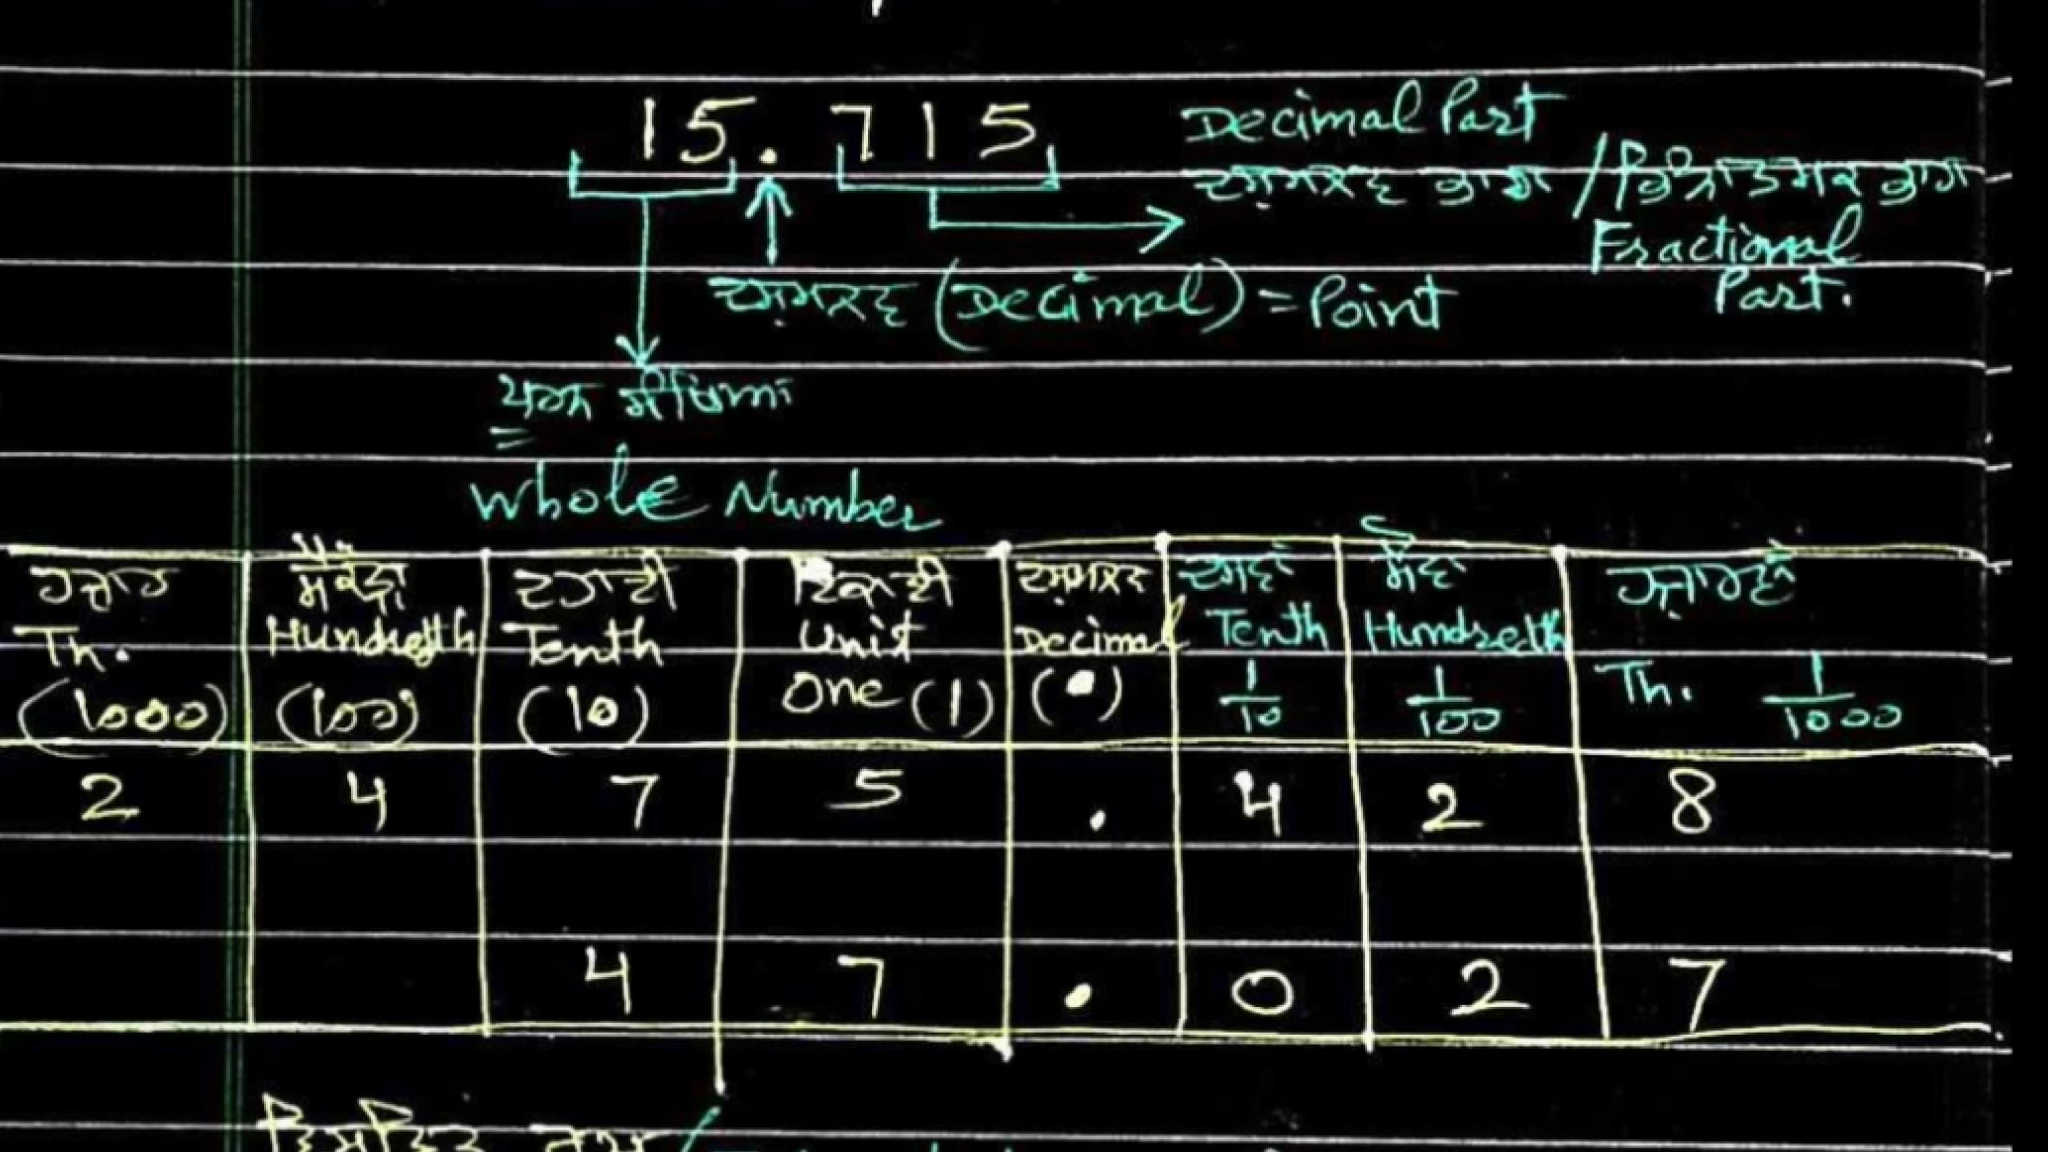 15.715
Decimal Part
ਦਸ਼ਮਲਵ ਭਾਗ / ਭਿੰਨਾਤਮਕ ਭਾਗ
Fractional
Part.
ਦਸ਼ਮਲਵ (Decimal) = Point
ਪੂਰਨ ਸੰਖਿਆ
=
Whole Number
ਹਜ਼ਾਰ ਸੈਂਕੜਾ ਦਹਾਈ ਇਕਾਈ ਦਸ਼ਮਲਵ ਦਸਵਾਂ ਸੌਵਾਂ ਹਜ਼ਾਰਵਾਂ
Th. Hundredth Tenth Unit Decimal Tenth Hundredth
(1000) (100) (10) One (1) (•) 1/10 1/100 Th. 1/1000
2 4 7 5 . 4 2 8
4 7 . 0 2 7